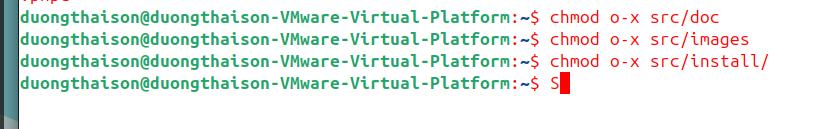 duongthaison@duongthaison-VMware-Virtual-Platform:~$ chmod o-x src/doc
duongthaison@duongthaison-VMware-Virtual-Platform:~$ chmod o-x src/images
duongthaison@duongthaison-VMware-Virtual-Platform:~$ chmod o-x src/install/
duongthaison@duongthaison-VMware-Virtual-Platform:~$ S